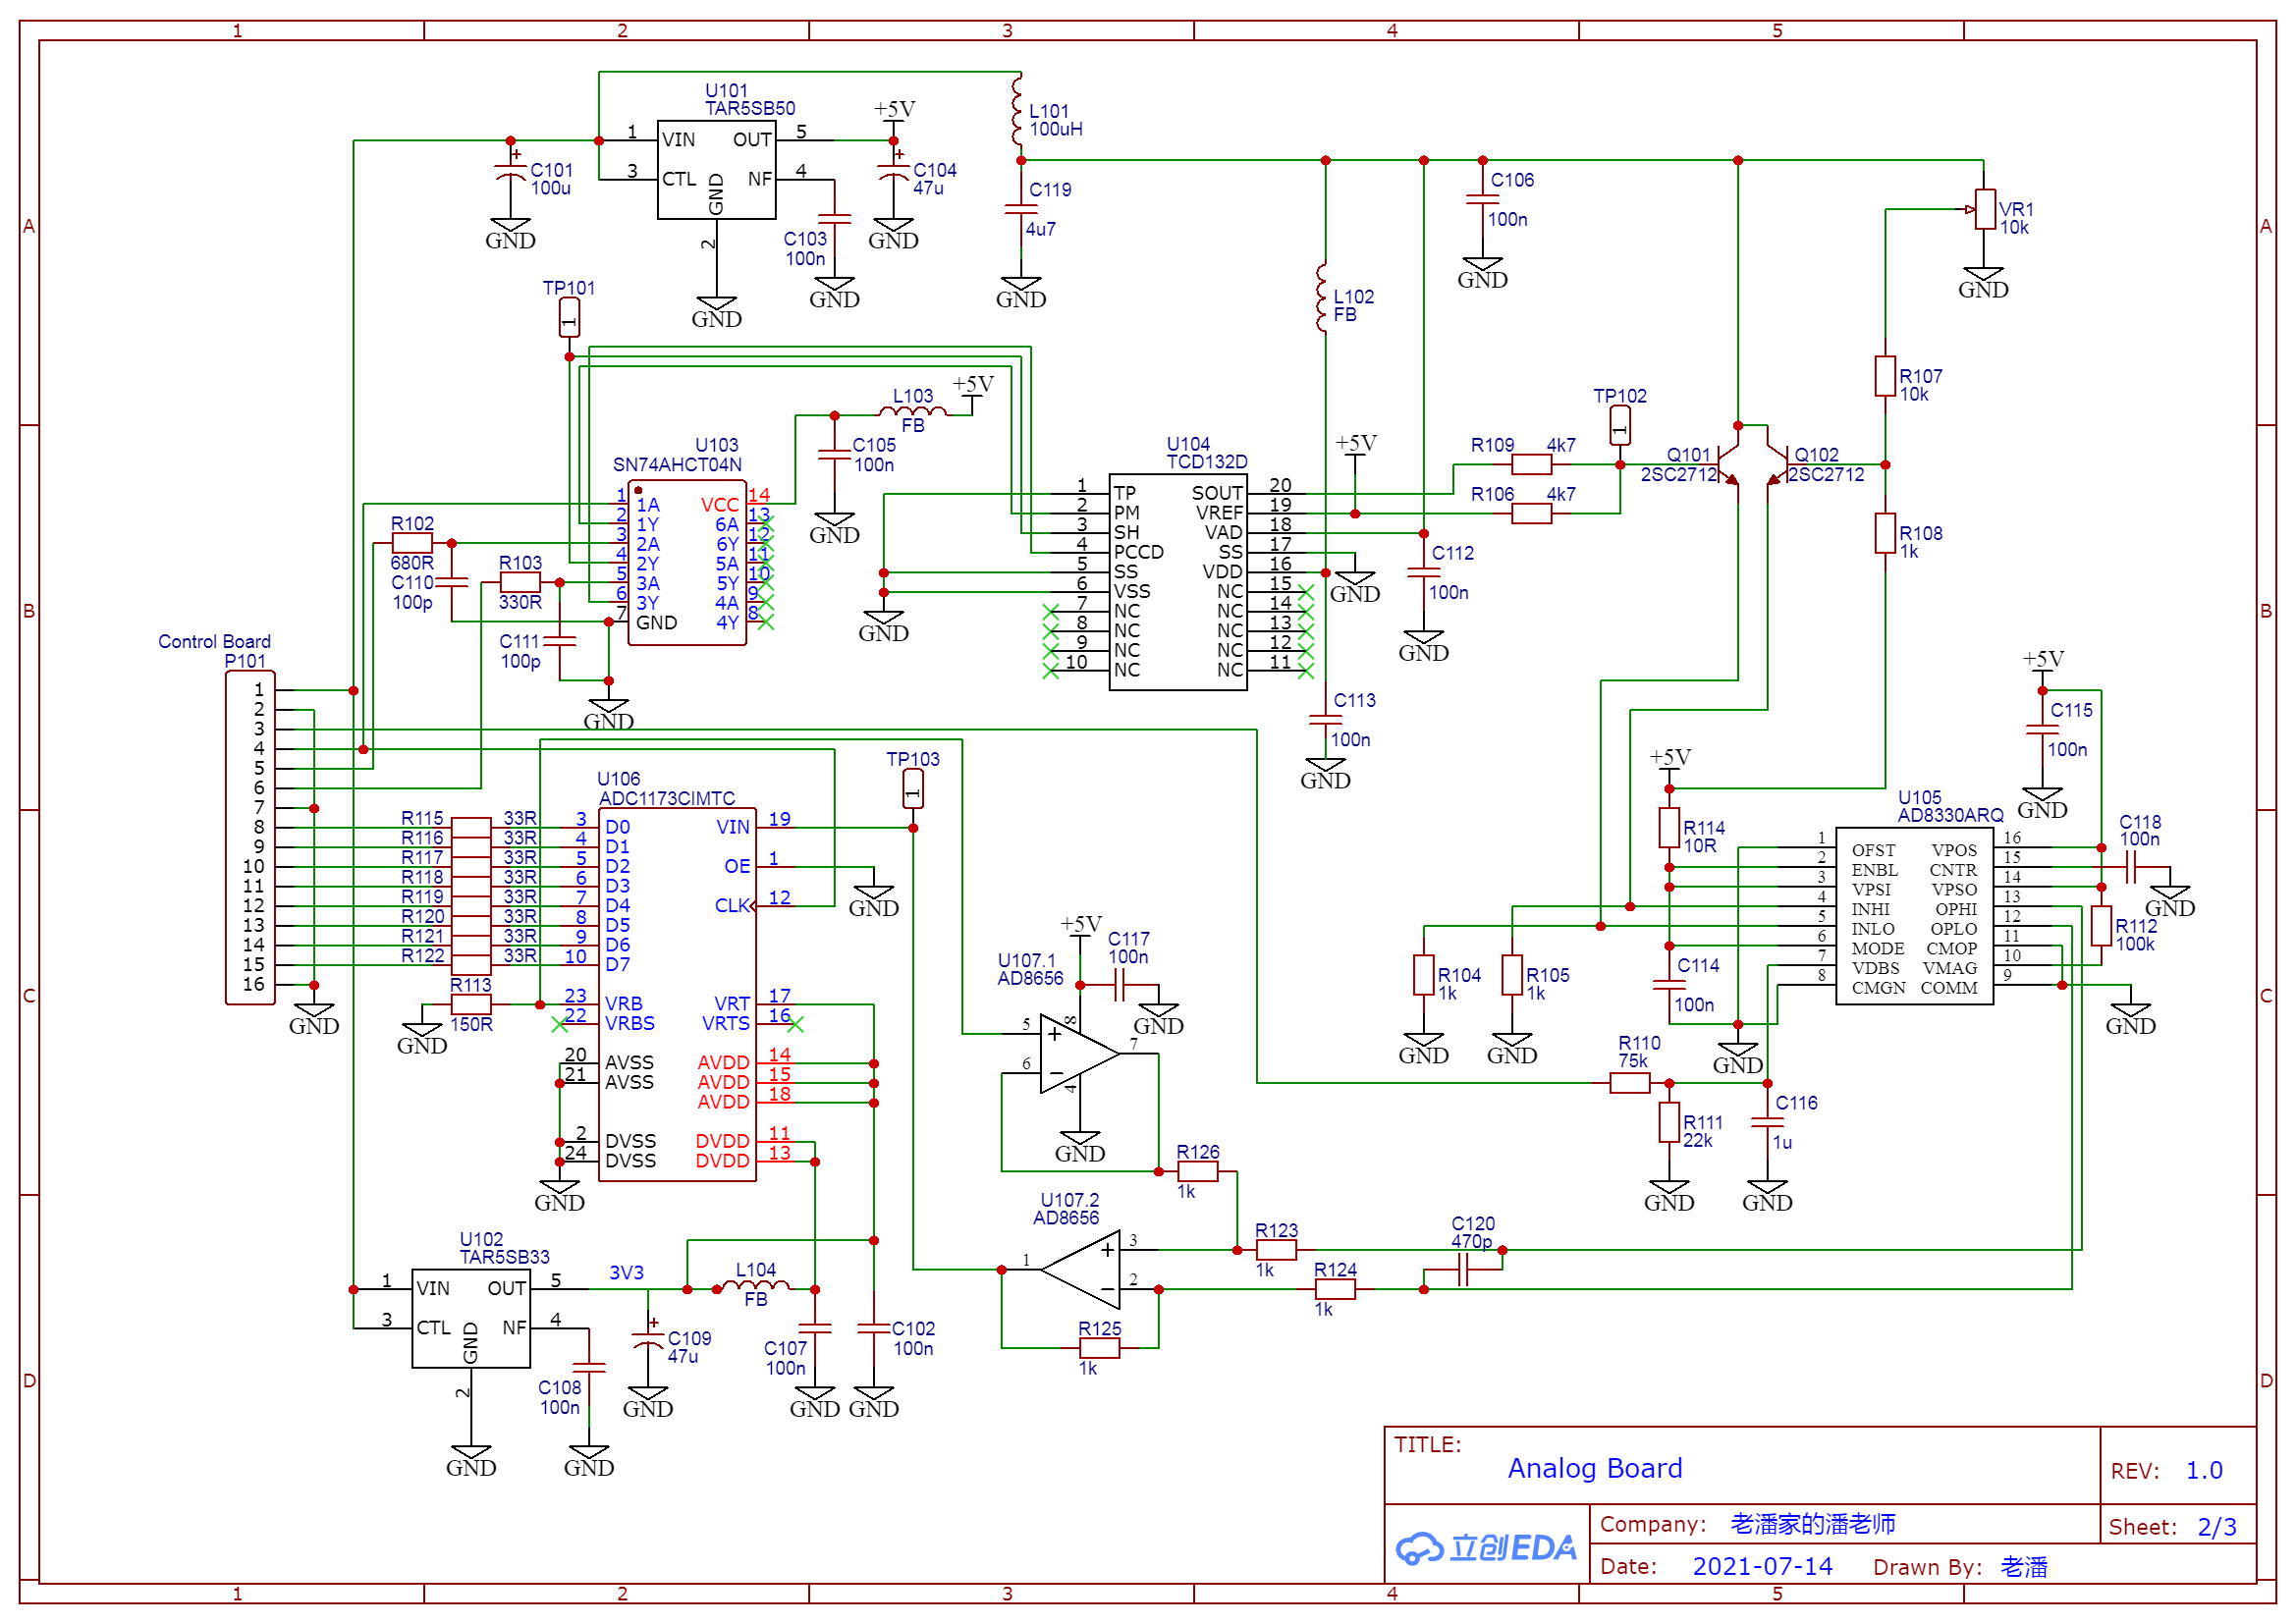 1 2 3 4 5
A
B
C
D
A
B
C
D
1 2 3 4 5
U101
TAR5SB50
1 VIN OUT 5
3 CTL NF 4
GND
2
GND
+5V
C101
100u
GND
C104
47u
GND
C103
100n
GND
L101
100uH
C119
4u7
GND
C106
100n
GND
VR1
10k
GND
L102
FB
TP101
1
R107
10k
L103
FB
+5V
C105
100n
GND
U103
SN74AHCT04N
1 1A VCC 14
2 1Y 6A 13
3 2A 6Y 12
4 2Y 5A 11
5 3A 5Y 10
6 3Y 4A 9
7 GND 4Y 8
R102
680R
C110
100p
R103
330R
C111
100p
GND
U104
TCD132D
1 TP SOUT 20
2 PM VREF 19
3 SH VAD 18
4 PCCD SS 17
5 SS VDD 16
6 VSS NC 15
7 NC NC 14
8 NC NC 13
9 NC NC 12
10 NC NC 11
GND
+5V
GND
C112
100n
GND
C113
100n
GND
R109 4k7
R106 4k7
TP102
1
Q101
2SC2712
Q102
2SC2712
R108
1k
Control Board
P101
1
2
3
4
5
6
7
8
9
10
11
12
13
14
15
16
GND
R115 33R
R116 33R
R117 33R
R118 33R
R119 33R
R120 33R
R121 33R
R122 33R
R113
150R
GND
U106
ADC1173CIMTC
3 D0 VIN 19
4 D1
5 D2 OE 1
6 D3
7 D4 CLK 12
8 D5
9 D6
10 D7
23 VRB VRT 17
22 VRBS VRTS 16
20 AVSS AVDD 14
21 AVSS AVDD 15
AVDD 18
2 DVSS DVDD 11
24 DVSS DVDD 13
GND
GND
TP103
1
+5V
C115
100n
GND
+5V
R114
10R
U105
AD8330ARQ
1 OFST VPOS 16
2 ENBL CNTR 15
3 VPSI VPSO 14
4 INHI OPHI 13
5 INLO OPLO 12
6 MODE CMOP 11
7 VDBS VMAG 10
8 CMGN COMM 9
C118
100n
GND
R112
100k
GND
C114
100n
GND
R104
1k
GND
R105
1k
GND
R110
75k
R111
22k
GND
C116
1u
GND
+5V
C117
100n
GND
U107.1
AD8656
5 + 8 7
6 − 4
GND
R126
1k
U107.2
AD8656
1 + 3
− 2
R123
1k
R124
1k
C120
470p
R125
1k
U102
TAR5SB33
1 VIN OUT 5
3 CTL NF 4
GND
2
GND
3V3
L104
FB
C109
47u
GND
C108
100n
GND
C107
100n
GND
C102
100n
GND
TITLE:
Analog Board
REV: 1.0
立创EDA
Company: 老潘家的潘老师
Sheet: 2/3
Date: 2021-07-14 Drawn By: 老潘